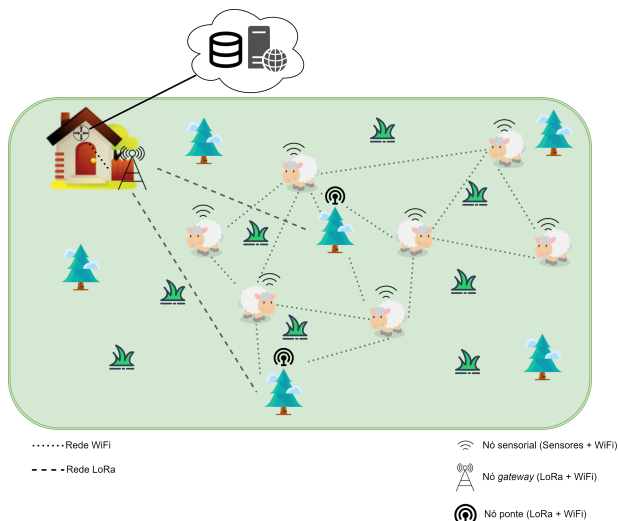 Rede WiFi
Rede LoRa
Nó sensorial (Sensores + WiFi)
Nó gateway (LoRa + WiFi)
Nó ponte (LoRa + WiFi)